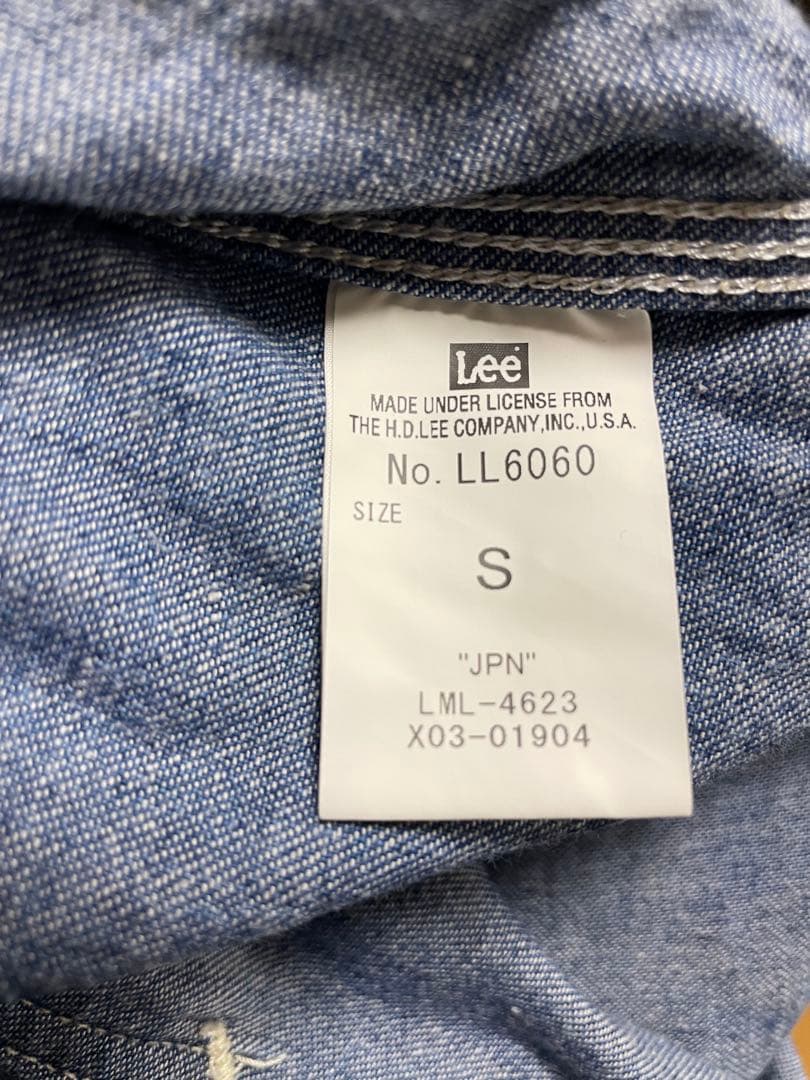 Lee
MADE UNDER LICENSE FROM
THE H.D.LEE COMPANY,INC.,U.S.A.
No. LL6060
SIZE
S
"JPN"
LML-4623
X03-01904